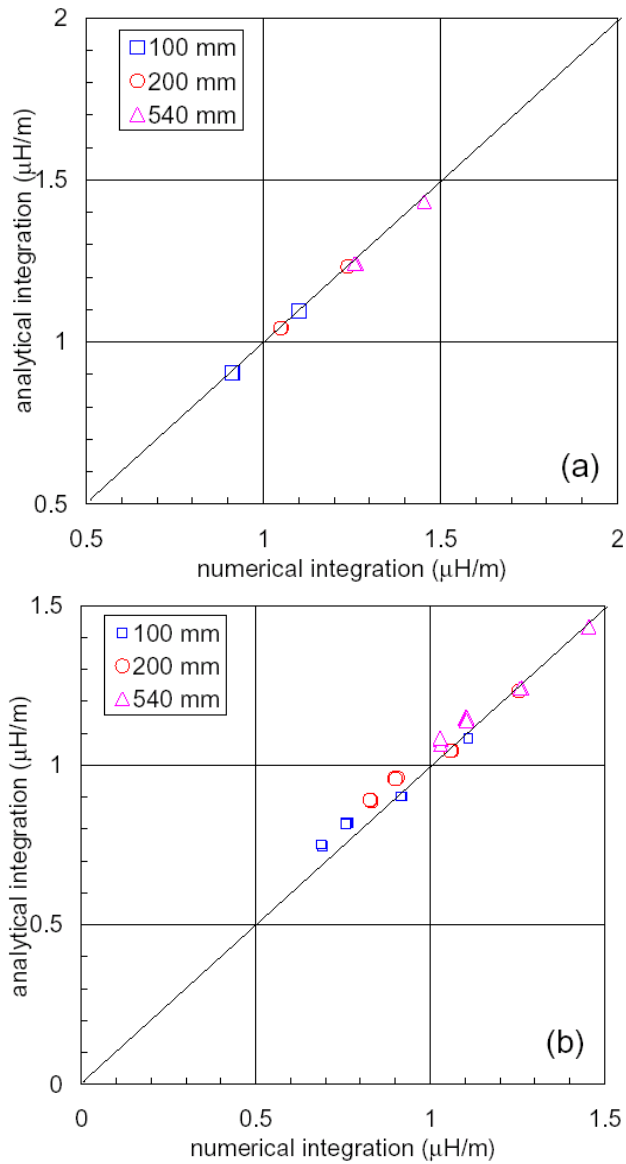 2
100 mm
200 mm
540 mm
1.5
1
0.5
analytical integration (μH/m)
(a)
0.5
1
1.5
2
numerical integration (μH/m)
1.5
100 mm
200 mm
540 mm
1
0.5
0
analytical integration (μH/m)
(b)
0
0.5
1
1.5
numerical integration (μH/m)